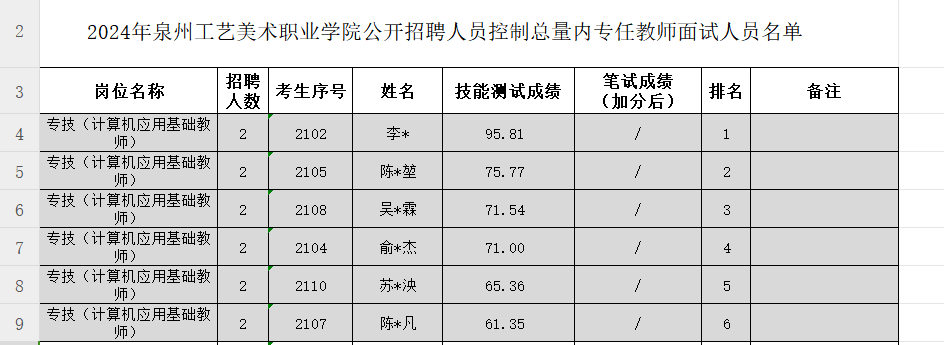 2 2024年泉州工艺美术职业学院公开招聘人员控制总量内专任教师面试人员名单
3 岗位名称 招聘人数 考生序号 姓名 技能测试成绩 笔试成绩（加分后） 排名 备注
4 专技（计算机应用基础教师） 2 2102 李* 95.81 / 1
5 专技（计算机应用基础教师） 2 2105 陈*堃 75.77 / 2
6 专技（计算机应用基础教师） 2 2108 吴*霖 71.54 / 3
7 专技（计算机应用基础教师） 2 2104 俞*杰 71.00 / 4
8 专技（计算机应用基础教师） 2 2110 苏*泱 65.36 / 5
9 专技（计算机应用基础教师） 2 2107 陈*凡 61.35 / 6